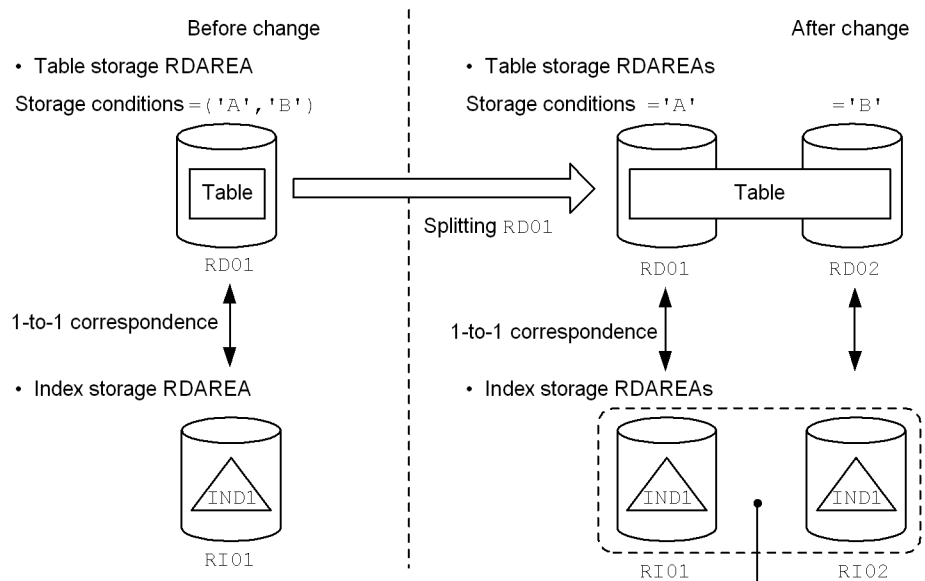 Before change
• Table storage RDAREA
Storage conditions =('A','B')
Table
RD01
1-to-1 correspondence
• Index storage RDAREA
IND1
RI01
Splitting RD01
After change
• Table storage RDAREAs
Storage conditions ='A' ='B'
Table
RD01 RD02
1-to-1 correspondence
• Index storage RDAREAs
IND1 IND1
RI01 RI02